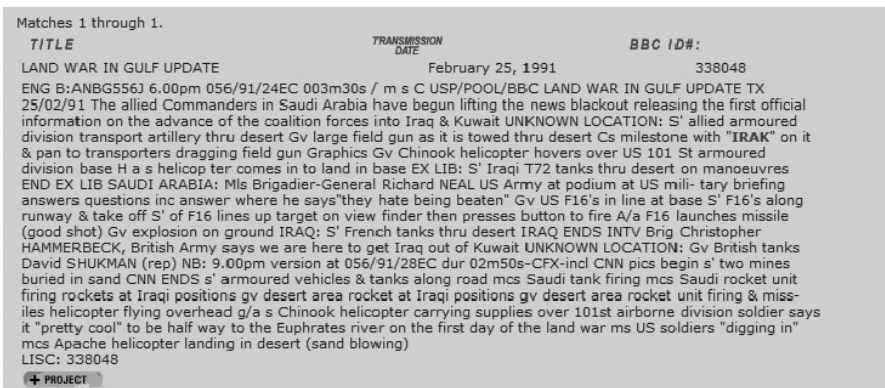 Matches 1 through 1.
TITLE TRANSMISSION DATE BBC ID#:
LAND WAR IN GULF UPDATE February 25, 1991 338048
ENG B:ANBG556J 6.00pm 056/91/24EC 003m30s / m s C USP/POOL/BBC LAND WAR IN GULF UPDATE TX
25/02/91 The allied Commanders in Saudi Arabia have begun lifting the news blackout releasing the first official
information on the advance of the coalition forces into Iraq & Kuwait UNKNOWN LOCATION: S' allied armoured
division transport artillery thru desert Gv large field gun as it is towed thru desert Cs milestone with "IRAK" on it
& pan to transporters dragging field gun Graphics Gv Chinook helicopter hovers over US 101 St armoured
division base H a s helicop ter comes in to land in base EX LIB: S' Iraqi T72 tanks thru desert on manoeuvres
END EX LIB SAUDI ARABIA: Mls Brigadier-General Richard NEAL US Army at podium at US mili- tary briefing
answers questions inc answer where he says"they hate being beaten" Gv US F16's in line at base S' F16's along
runway & take off S' of F16 lines up target on view finder then presses button to fire A/a F16 launches missile
(good shot) Gv explosion on ground IRAQ: S' French tanks thru desert IRAQ ENDS INTV Brig Christopher
HAMMERBECK, British Army says we are here to get Iraq out of Kuwait UNKNOWN LOCATION: Gv British tanks
David SHUKMAN (rep) NB: 9.00pm version at 056/91/28EC dur 02m50s-CFX-incl CNN pics begin s' two mines
buried in sand CNN ENDS s' armoured vehicles & tanks along road mcs Saudi tank firing mcs Saudi rocket unit
firing rockets at Iraqi positions gv desert area rocket at Iraqi positions gv desert area rocket unit firing & miss-
iles helicopter flying overhead g/a s Chinook helicopter carrying supplies over 101st airborne division soldier says
it "pretty cool" to be half way to the Euphrates river on the first day of the land war ms US soldiers "digging in"
mcs Apache helicopter landing in desert (sand blowing)
LISC: 338048
+ PROJECT